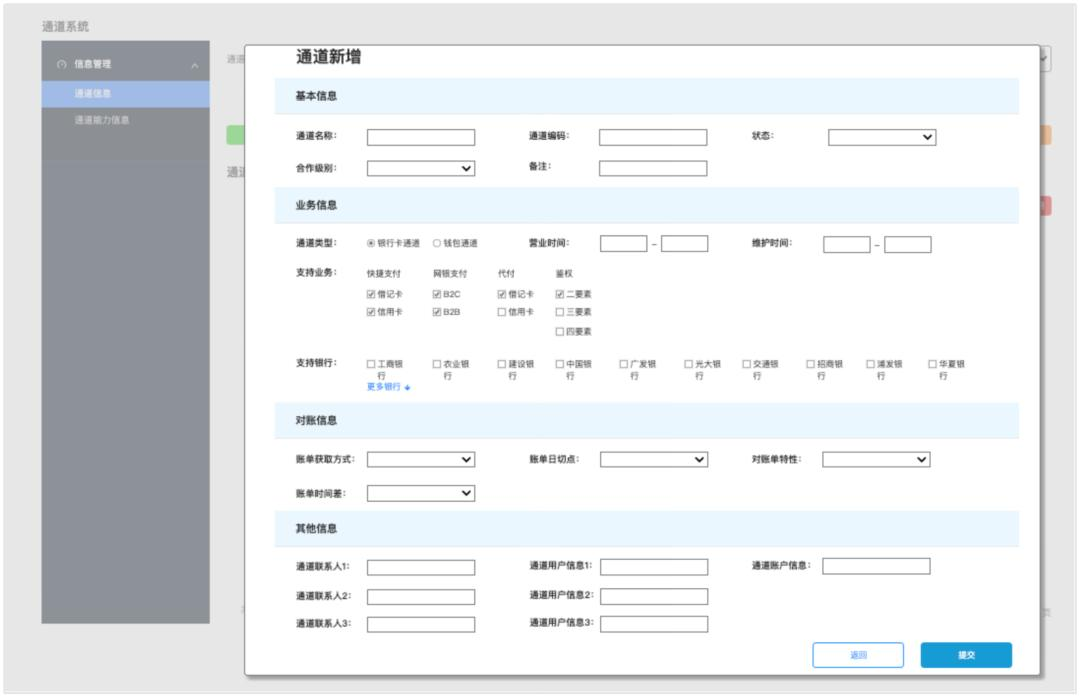 通道系统
信息管理
通道信息
通道能力信息
通道新增
基本信息
通道名称: 通道编码: 状态:
合作级别: 备注:
业务信息
通道类型: 银行卡通道 钱包通道 营业时间: – 维护时间: –
支持业务: 快捷支付 网银支付 代付 鉴权
借记卡 B2C 借记卡 二要素
信用卡 B2B 信用卡 三要素
四要素
支持银行: 工商银行 农业银行 建设银行 中国银行 广发银行 光大银行 交通银行 招商银行 浦发银行 华夏银行
更多银行
对账信息
账单获取方式: 账单日切点: 对账单特性:
账单时间差:
其他信息
通道联系人1: 通道用户信息1: 通道账户信息:
通道联系人2: 通道用户信息2:
通道联系人3: 通道用户信息3:
返回 提交